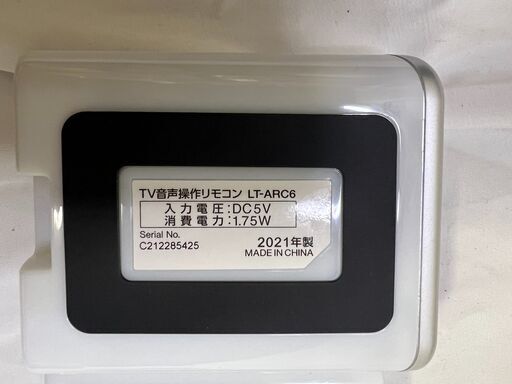 TV音声操作リモコン LT-ARC6
入力電圧:DC5V
消費電力:1.75W
Serial No.
C212285425
2021年製
MADE IN CHINA